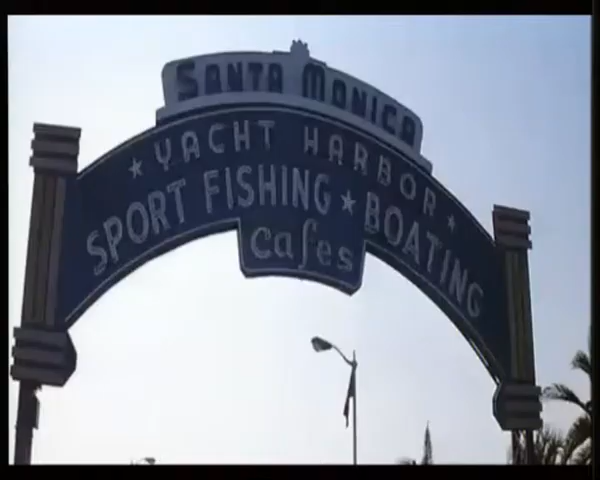 SANTA MONICA
YACHT HARBOR
SPORT FISHING BOATING
Cafes